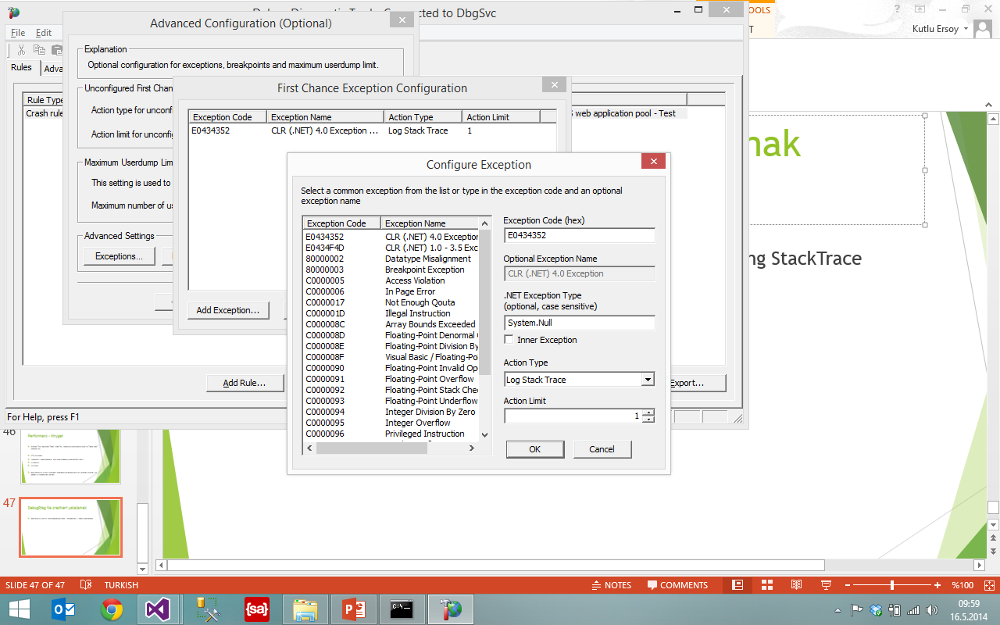 Connected to DbgSvc
File Edit
Rules
Rule Type
Crash rule
web application pool - Test
Add Rule...
Export...
For Help, press F1
Advanced Configuration (Optional)
Explanation
Optional configuration for exceptions, breakpoints and maximum userdump limit.
Unconfigured First
Action type for
Action limit for
Maximum Userdump
This setting is used to
Maximum number of
Advanced Settings
Exceptions...
First Chance Exception Configuration
Exception Code Exception Name Action Type Action Limit
E0434352 CLR (.NET) 4.0 Exception ... Log Stack Trace 1
Add Exception...
Configure Exception
Select a common exception from the list or type in the exception code and an optional
exception name
Exception Code Exception Name
E0434352 CLR (.NET) 4.0 Exception
E0434F4D CLR (.NET) 1.0 - 3.5 Exc
80000002 Datatype Misalignment
80000003 Breakpoint Exception
C0000005 Access Violation
C0000006 In Page Error
C0000017 Not Enough Qouta
C000001D Illegal Instruction
C000008C Array Bounds Exceeded
C000008D Floating-Point Denormal
C000008E Floating-Point Division By
C000008F Visual Basic / Floating-Po
C0000090 Floating-Point Invalid Op
C0000091 Floating-Point Overflow
C0000092 Floating-Point Stack Chec
C0000093 Floating-Point Underflow
C0000094 Integer Division By Zero
C0000095 Integer Overflow
C0000096 Privileged Instruction
Exception Code (hex)
E0434352
Optional Exception Name
CLR (.NET) 4.0 Exception
.NET Exception Type
(optional, case sensitive)
System.Null
Inner Exception
Action Type
Log Stack Trace
Action Limit
1
OK Cancel
OOLS
T
Kutlu Ersoy
nak
ng StackTrace
46
Performans
47
DebugDiag ile crashleri yakalamak
SLIDE 47 OF 47 TURKISH NOTES COMMENTS %100
{sa}
09:59
16.5.2014